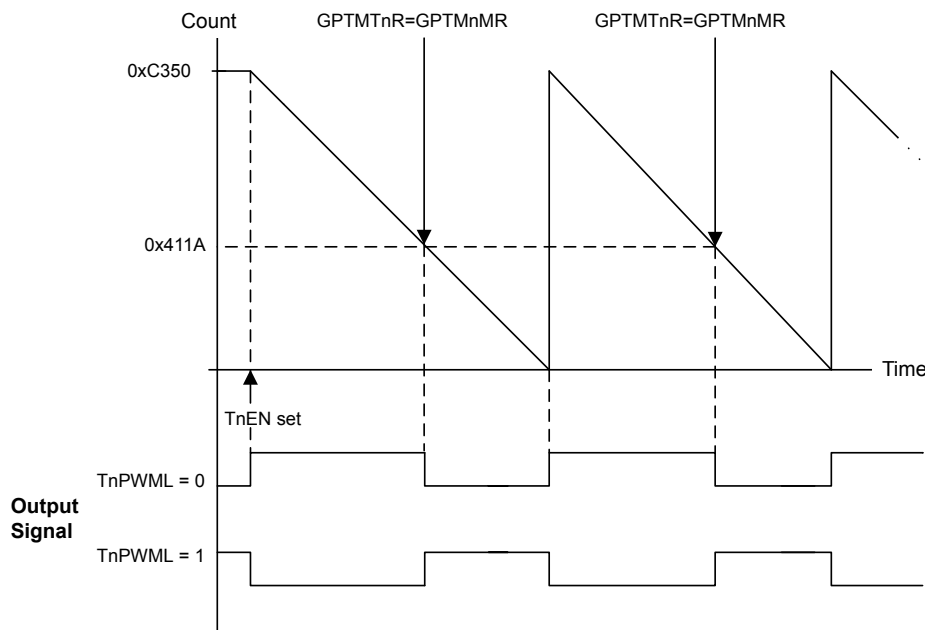 Count
GPTMTnR=GPTMnMR
GPTMTnR=GPTMnMR
0xC350
0x411A
Time
TnEN set
TnPWML = 0
Output
Signal
TnPWML = 1